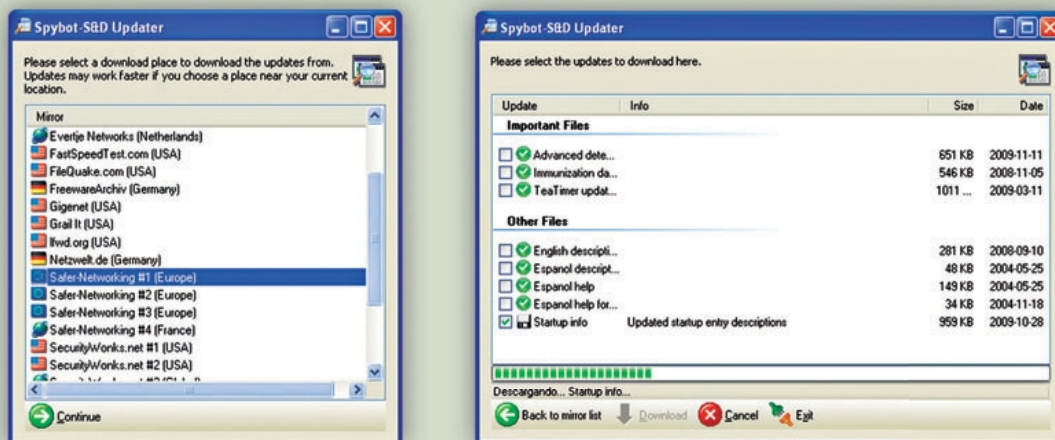 Spybot-S&D Updater
Please select a download place to download the updates from.
Updates may work faster if you choose a place near your current
location.
Mirror
Evertje Networks (Netherlands)
FastSpeedTest.com (USA)
FileQuake.com (USA)
FreewareArchiv (Germany)
Gigenet (USA)
Grail It (USA)
lfwd.org (USA)
Netzwelt.de (Germany)
Safer-Networking #1 (Europe)
Safer-Networking #2 (Europe)
Safer-Networking #3 (Europe)
Safer-Networking #4 (France)
SecurityWonks.net #1 (USA)
SecurityWonks.net #2 (USA)
Continue
Spybot-S&D Updater
Please select the updates to download here.
Update Info Size Date
Important Files
Advanced dete... 651 KB 2009-11-11
Immunization da... 546 KB 2008-11-05
TeaTimer updat... 1011 ... 2009-03-11
Other Files
English descripti... 281 KB 2008-09-10
Espanol descript... 48 KB 2004-05-25
Espanol help 149 KB 2004-05-25
Espanol help for... 34 KB 2004-11-18
Startup info Updated startup entry descriptions 959 KB 2009-10-28
Descargando... Startup info...
Back to mirror list Download Cancel Exit